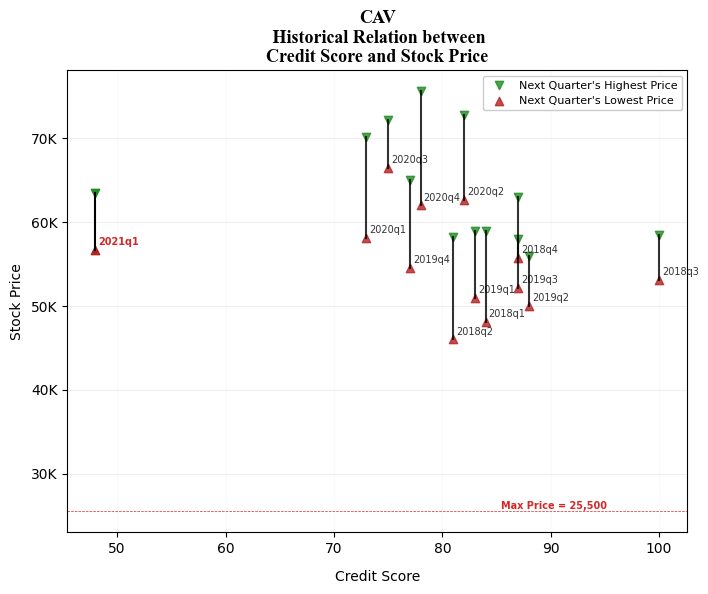 CAV
Historical Relation between
Credit Score and Stock Price
Next Quarter's Highest Price
Next Quarter's Lowest Price
70K
60K
50K
40K
30K
Stock Price
2020q3
2020q4
2020q2
2020q1
2021q1
2019q4
2018q4
2018q3
2019q3
2019q1
2019q2
2018q1
2018q2
Max Price = 25,500
50
60
70
80
90
100
Credit Score